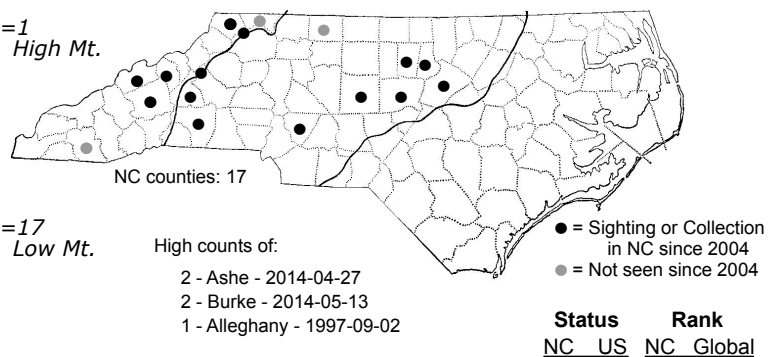 =1
High Mt.
NC counties: 17
=17
Low Mt.
High counts of:
2 - Ashe - 2014-04-27
2 - Burke - 2014-05-13
1 - Alleghany - 1997-09-02
= Sighting or Collection
in NC since 2004
= Not seen since 2004
Status Rank
NC US NC Global